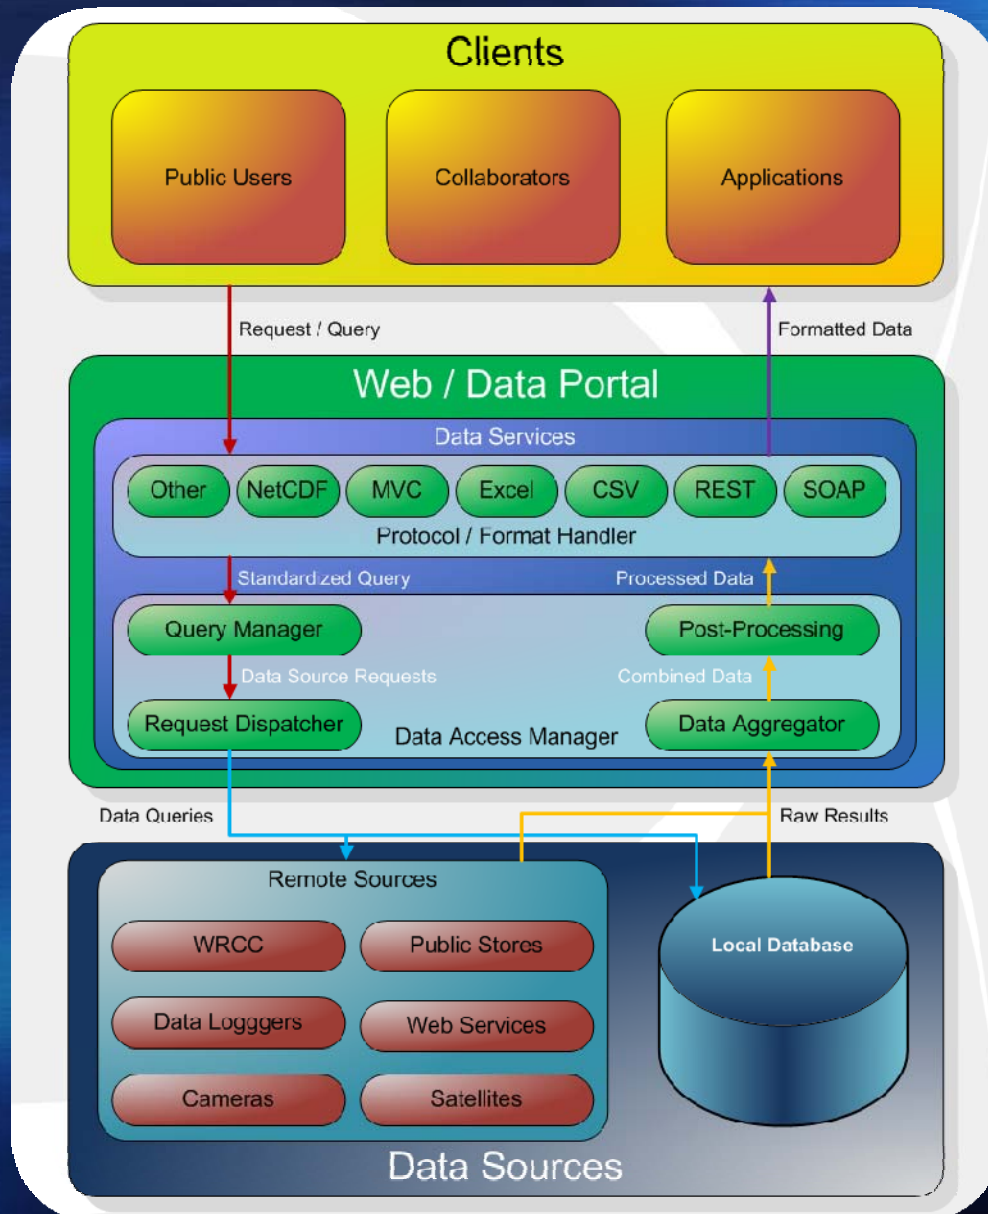 Clients
Public Users
Collaborators
Applications
Request / Query
Formatted Data
Web / Data Portal
Data Services
Other
NetCDF
MVC
Excel
CSV
REST
SOAP
Protocol / Format Handler
Standardized Query
Processed Data
Query Manager
Post-Processing
Data Source Requests
Combined Data
Request Dispatcher
Data Access Manager
Data Aggregator
Data Queries
Raw Results
Remote Sources
WRCC
Public Stores
Local Database
Data Logggers
Web Services
Cameras
Satellites
Data Sources